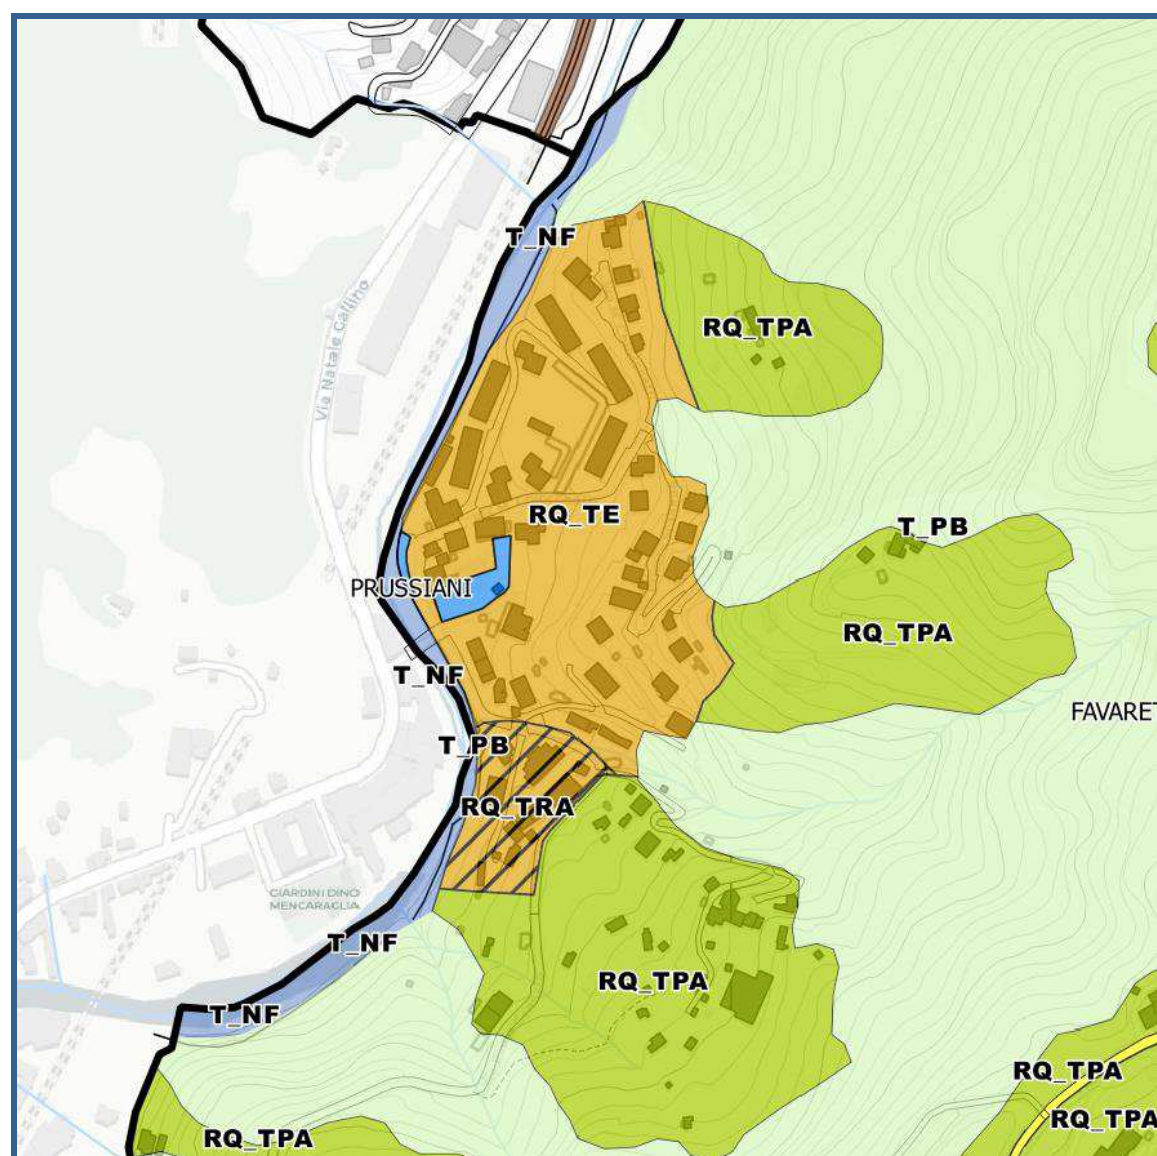 T_NF
Via Natale Callino
RQ_TPA
RQ_TE
T_PB
PRUSSIANI
RQ_TPA
T_NF
FAVARET
T_PB
RQ_TRA
GIARDINI DINO
MENCARAGLIA
T_NF
RQ_TPA
T_NF
RQ_TPA
RQ_TPA
RQ_TPA